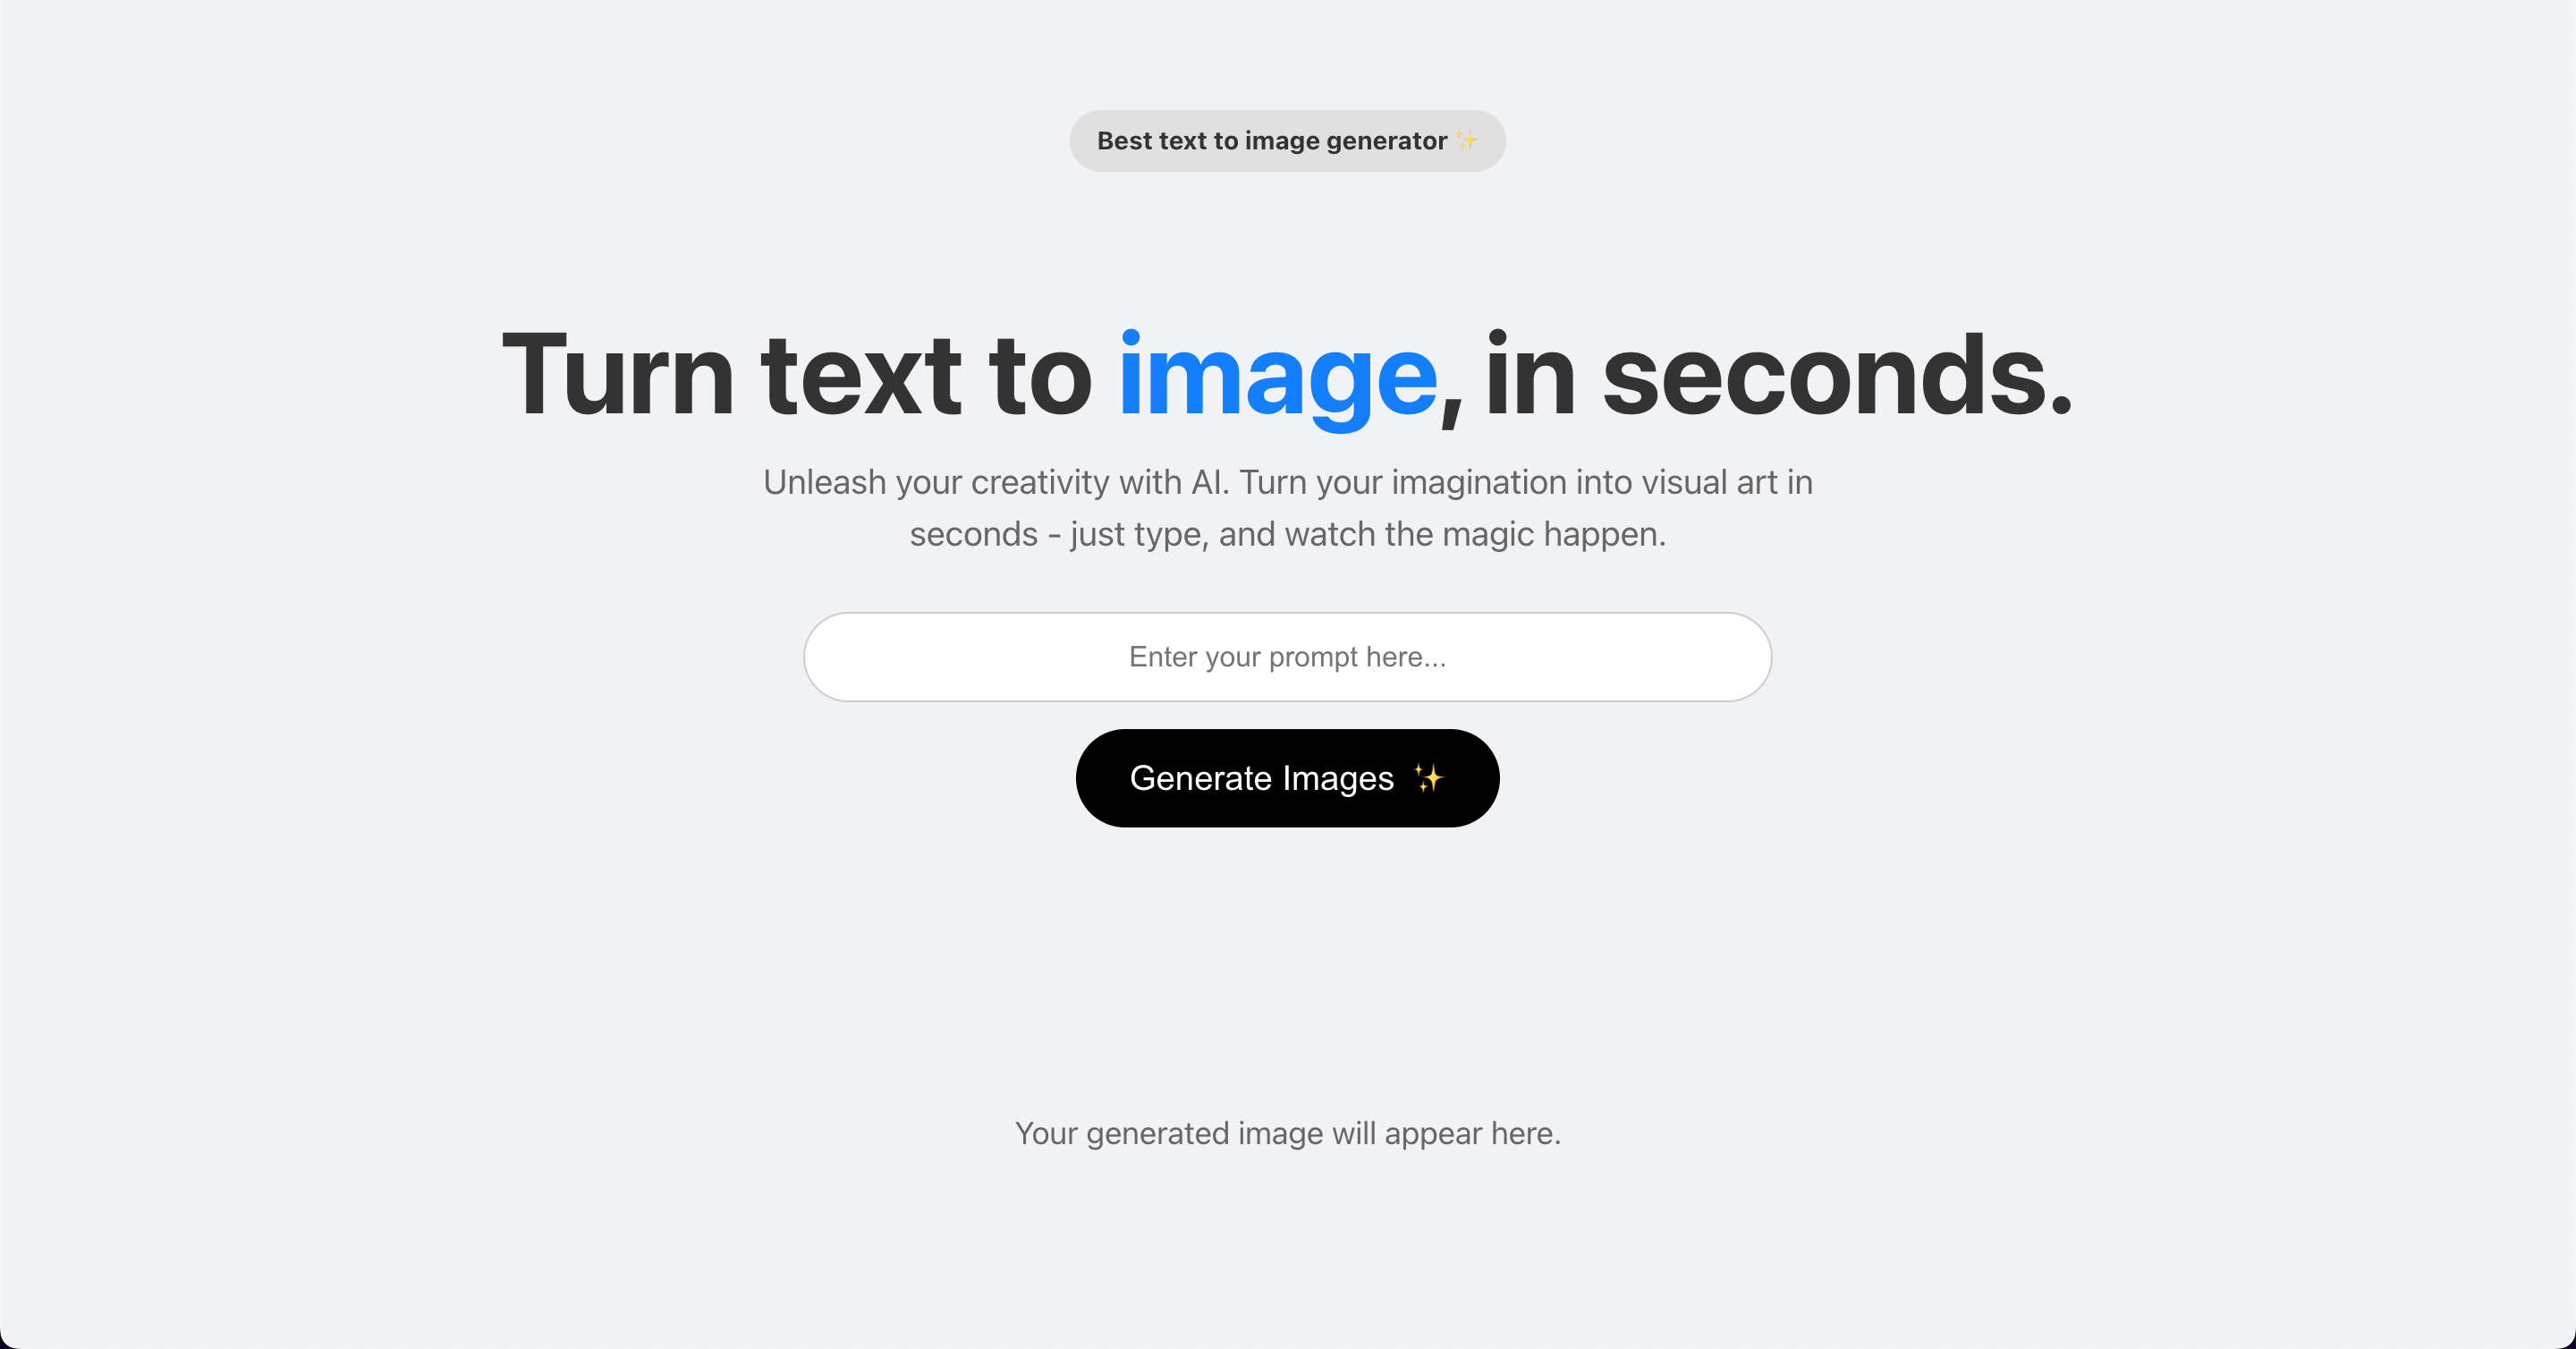 Best text to image generator ✨
Turn text to image, in seconds.
Unleash your creativity with AI. Turn your imagination into visual art in
seconds - just type, and watch the magic happen.
Enter your prompt here...
Generate Images ✨
Your generated image will appear here.